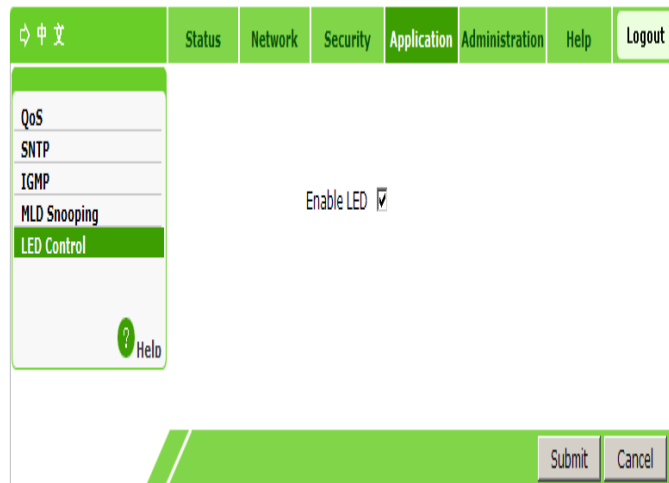 ⇨中文
Status Network Security Application Administration Help Logout
QoS
SNTP
IGMP
MLD Snooping
LED Control
Enable LED
? Help
Submit Cancel